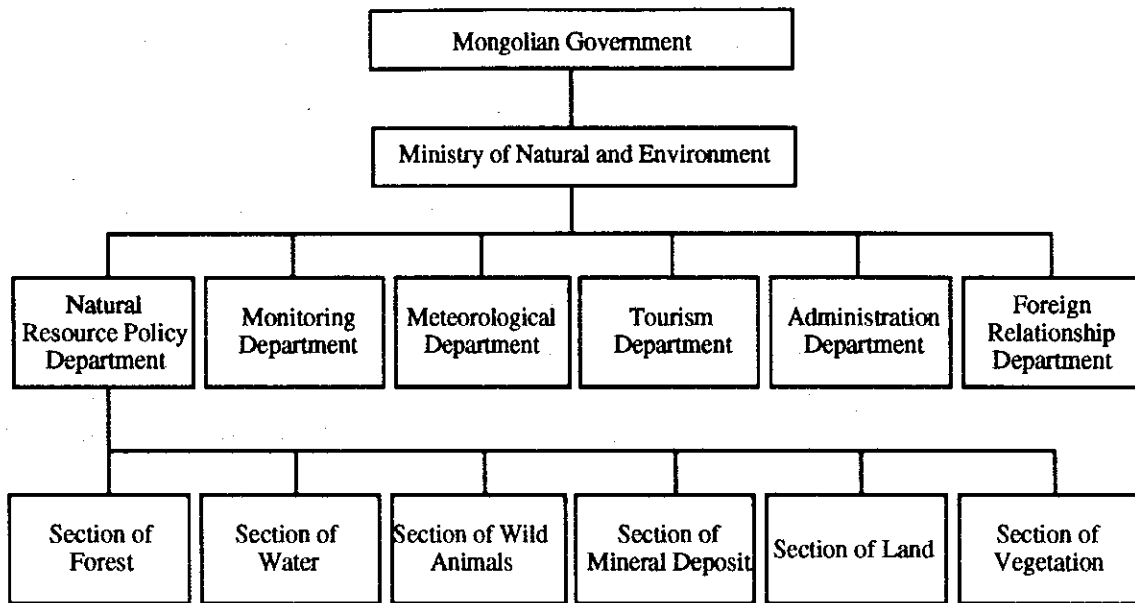 Mongolian Government
Ministry of Natural and Environment
Natural
Resource Policy
Department
Monitoring
Department
Meteorological
Department
Tourism
Department
Administration
Department
Foreign
Relationship
Department
Section of
Forest
Section of
Water
Section of Wild
Animals
Section of
Mineral Deposit
Section of Land
Section of
Vegetation